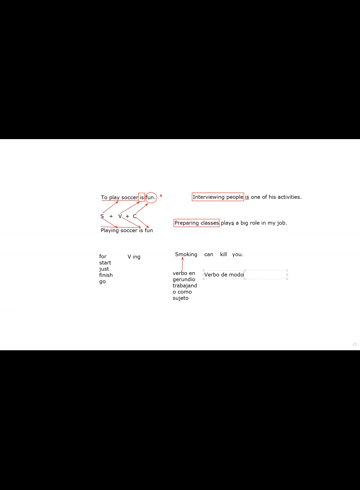 To play soccer is fun. *
Interviewing people is one of his activities.
S + V + C
Preparing classes plays a big role in my job.
Playing soccer is fun
for
start
just
finish
go
V ing
Smoking can kill you.
verbo en
gerundio
trabajand
o como
sujeto
Verbo de modo